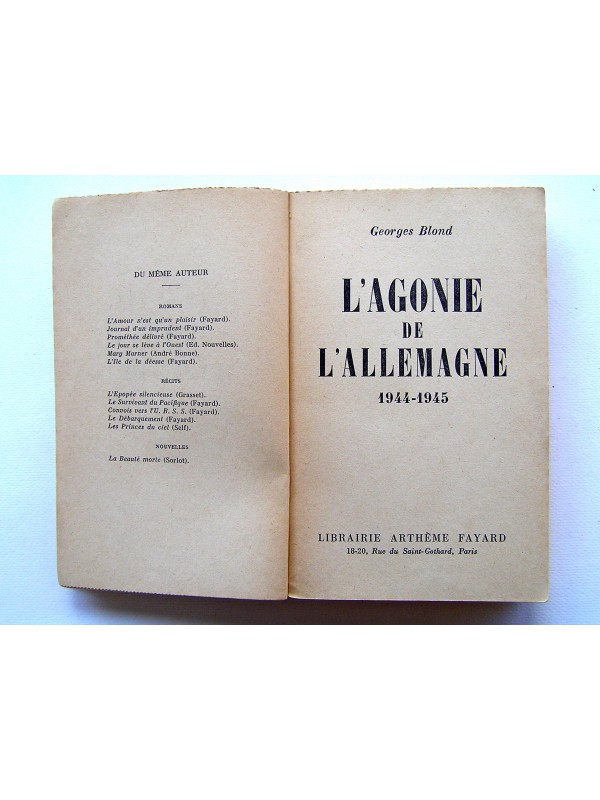 DU MÊME AUTEUR
ROMANS
L'Amour n'est qu'un plaisir (Fayard).
Journal d'un imprudent (Fayard).
Prométhée délivré (Fayard).
Le jour se lève à l'Ouest (Ed. Nouvelles).
Mary Marner (André Bonne).
L'Ile de la déesse (Fayard).
RÉCITS
L'Epopée silencieuse (Grasset).
Le Survivant du Pacifique (Fayard).
Convois vers l'U. R. S. S. (Fayard).
Le Débarquement (Fayard).
Les Princes du ciel (Self).
NOUVELLES
La Beauté morte (Sorlot).
Georges Blond
L'AGONIE
DE
L'ALLEMAGNE
1944-1945
LIBRAIRIE ARTHÈME FAYARD
18-20, Rue du Saint-Gothard, Paris